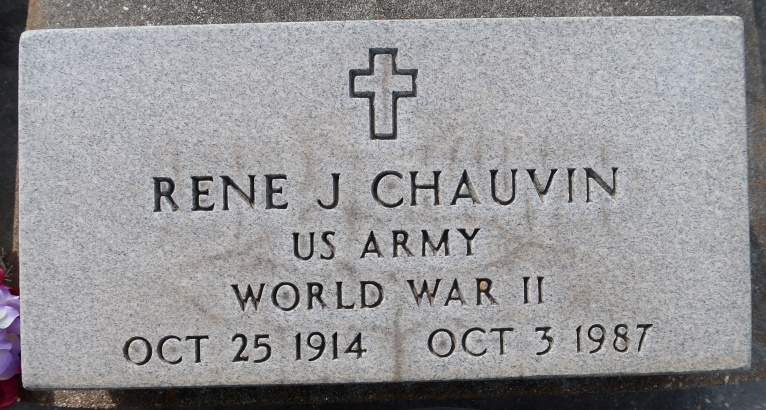 RENE J CHAUVIN
US ARMY
WORLD WAR II
OCT 25 1914 OCT 3 1987